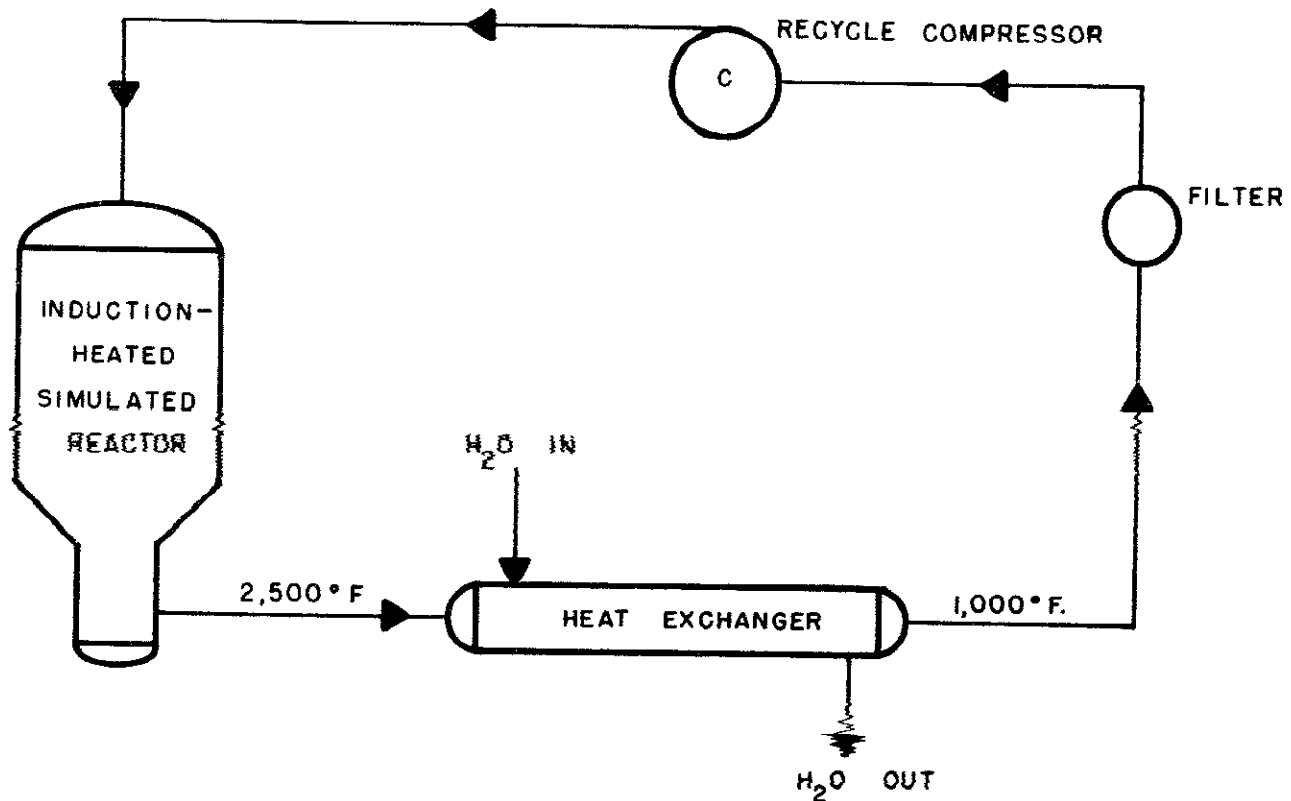 RECYCLE COMPRESSOR
C
FILTER
INDUCTION-
HEATED
SIMULATED
REACTOR
H₂O IN
2,500°F
HEAT EXCHANGER
1,000°F.
H₂O OUT